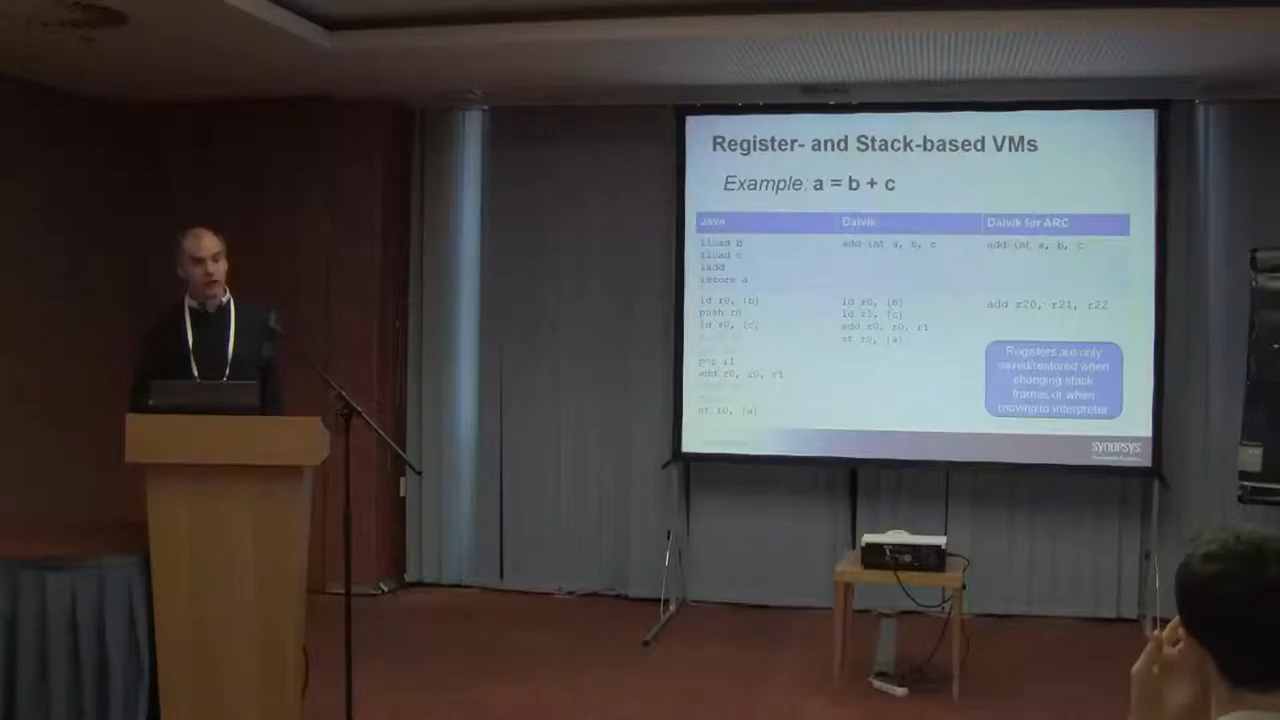 Register- and Stack-based VMs
Example: a = b + c
Java
Dalvik
Dalvik for ARC
iload b
iload c
iadd
istore a
add-int a, b, c
add-int a, b, c
ld r0, [b]
push r0
ld r0, [c]
pop r1
add r0, r0, r1
st r0, [a]
ld r0, [b]
ld r1, [c]
add r0, r0, r1
st r0, [a]
add r20, r21, r22
Registers are only
saved/restored when
changing stack
frames or when
moving to interpreter
SYNOPSYS